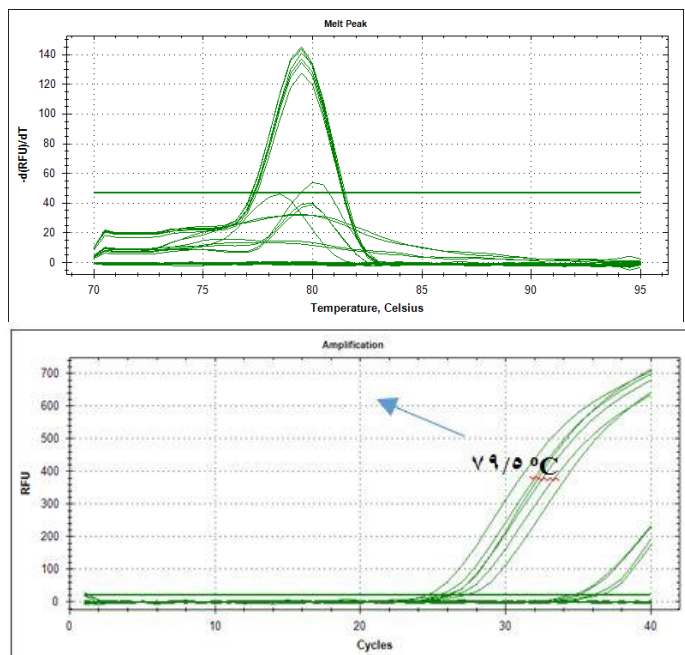 Melt Peak
140
120
100
80
60
40
20
0
-d(RFU)/dT
70 75 80 85 90 95
Temperature, Celsius
Amplification
700
600
500
400
300
200
100
0
RFU
۷۹/۵ °C
0 10 20 30 40
Cycles